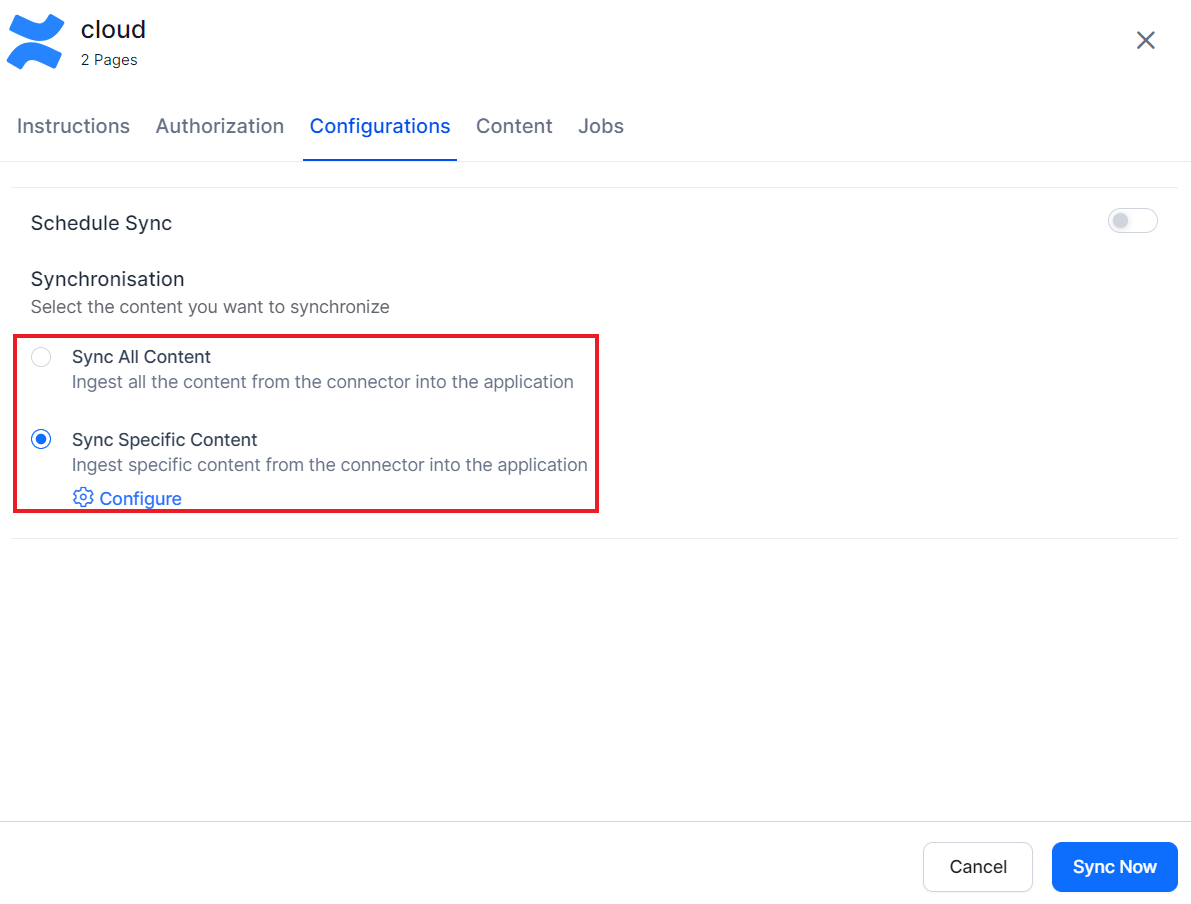 cloud
2 Pages
Instructions Authorization Configurations Content Jobs
Schedule Sync
Synchronisation
Select the content you want to synchronize
Sync All Content
Ingest all the content from the connector into the application
Sync Specific Content
Ingest specific content from the connector into the application
Configure
Cancel Sync Now